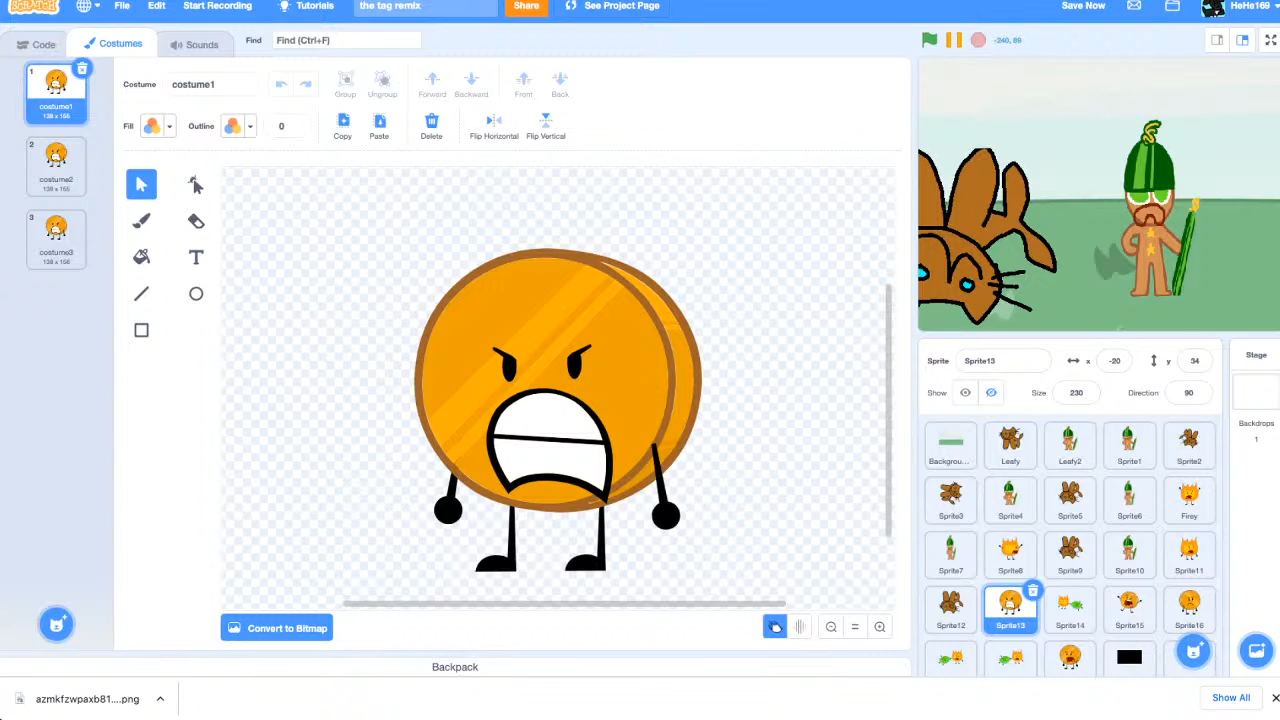 SCRATCH File Edit Start Recording Tutorials the tag remix Share See Project Page Save Now HeHe169
Code Costumes Sounds Find Find (Ctrl+F) -240, 89
1
costume1
138 x 155
2
costume2
138 x 155
3
costume3
138 x 156
Costume costume1 Group Ungroup Forward Backward Front Back
Fill Outline 0 Copy Paste Delete Flip Horizontal Flip Vertical
T
Convert to Bitmap
Backpack
Sprite Sprite13 x -20 y 34
Show Size 230 Direction 90
Stage
Backdrops
1
Backgrou... Leafy Leafy2 Sprite1 Sprite2
Sprite3 Sprite4 Sprite5 Sprite6 Firey
Sprite7 Sprite8 Sprite9 Sprite10 Sprite11
Sprite12 Sprite13 Sprite14 Sprite15 Sprite16
azmkfzwpaxb81....png Show All